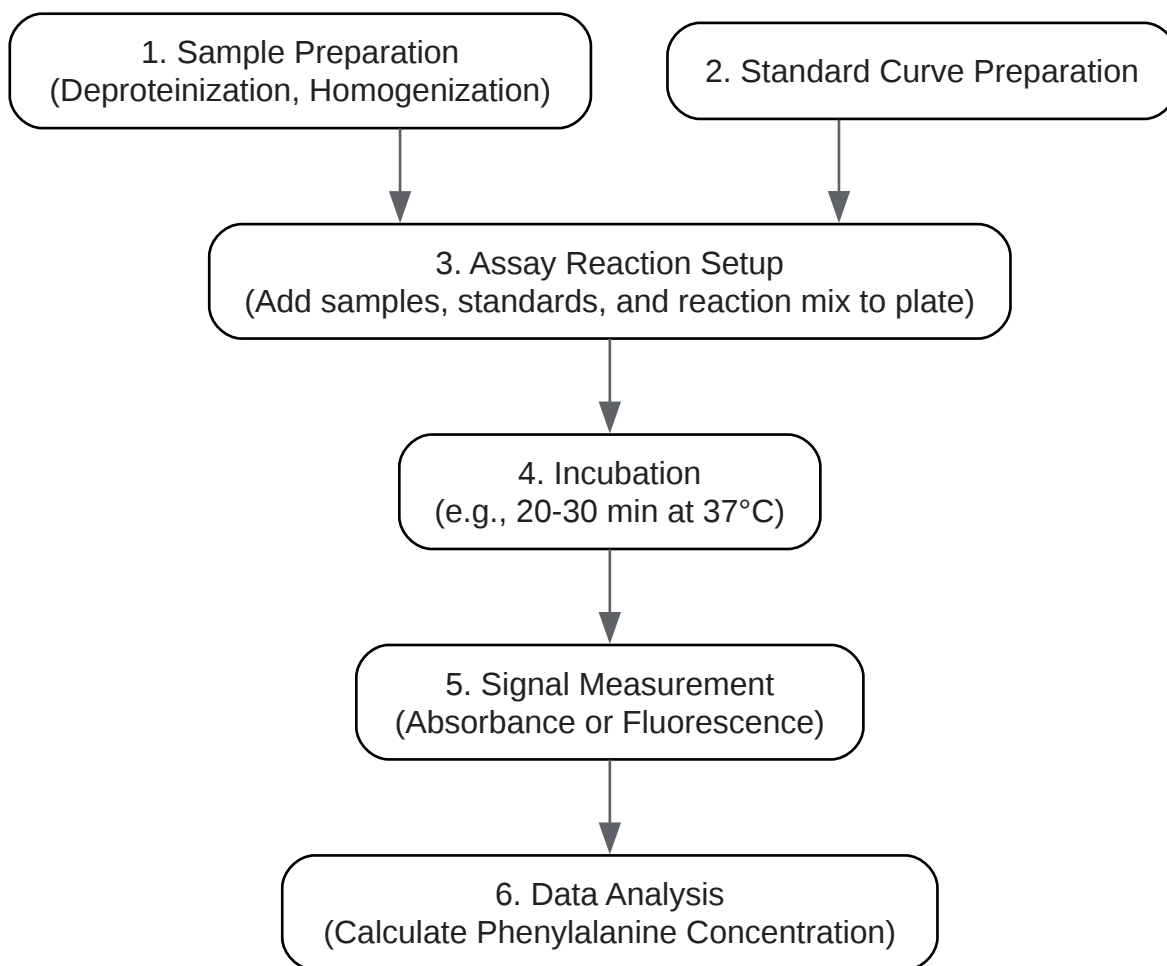 1. Sample Preparation
(Deproteinization, Homogenization)
2. Standard Curve Preparation
3. Assay Reaction Setup
(Add samples, standards, and reaction mix to plate)
4. Incubation
(e.g., 20-30 min at 37°C)
5. Signal Measurement
(Absorbance or Fluorescence)
6. Data Analysis
(Calculate Phenylalanine Concentration)